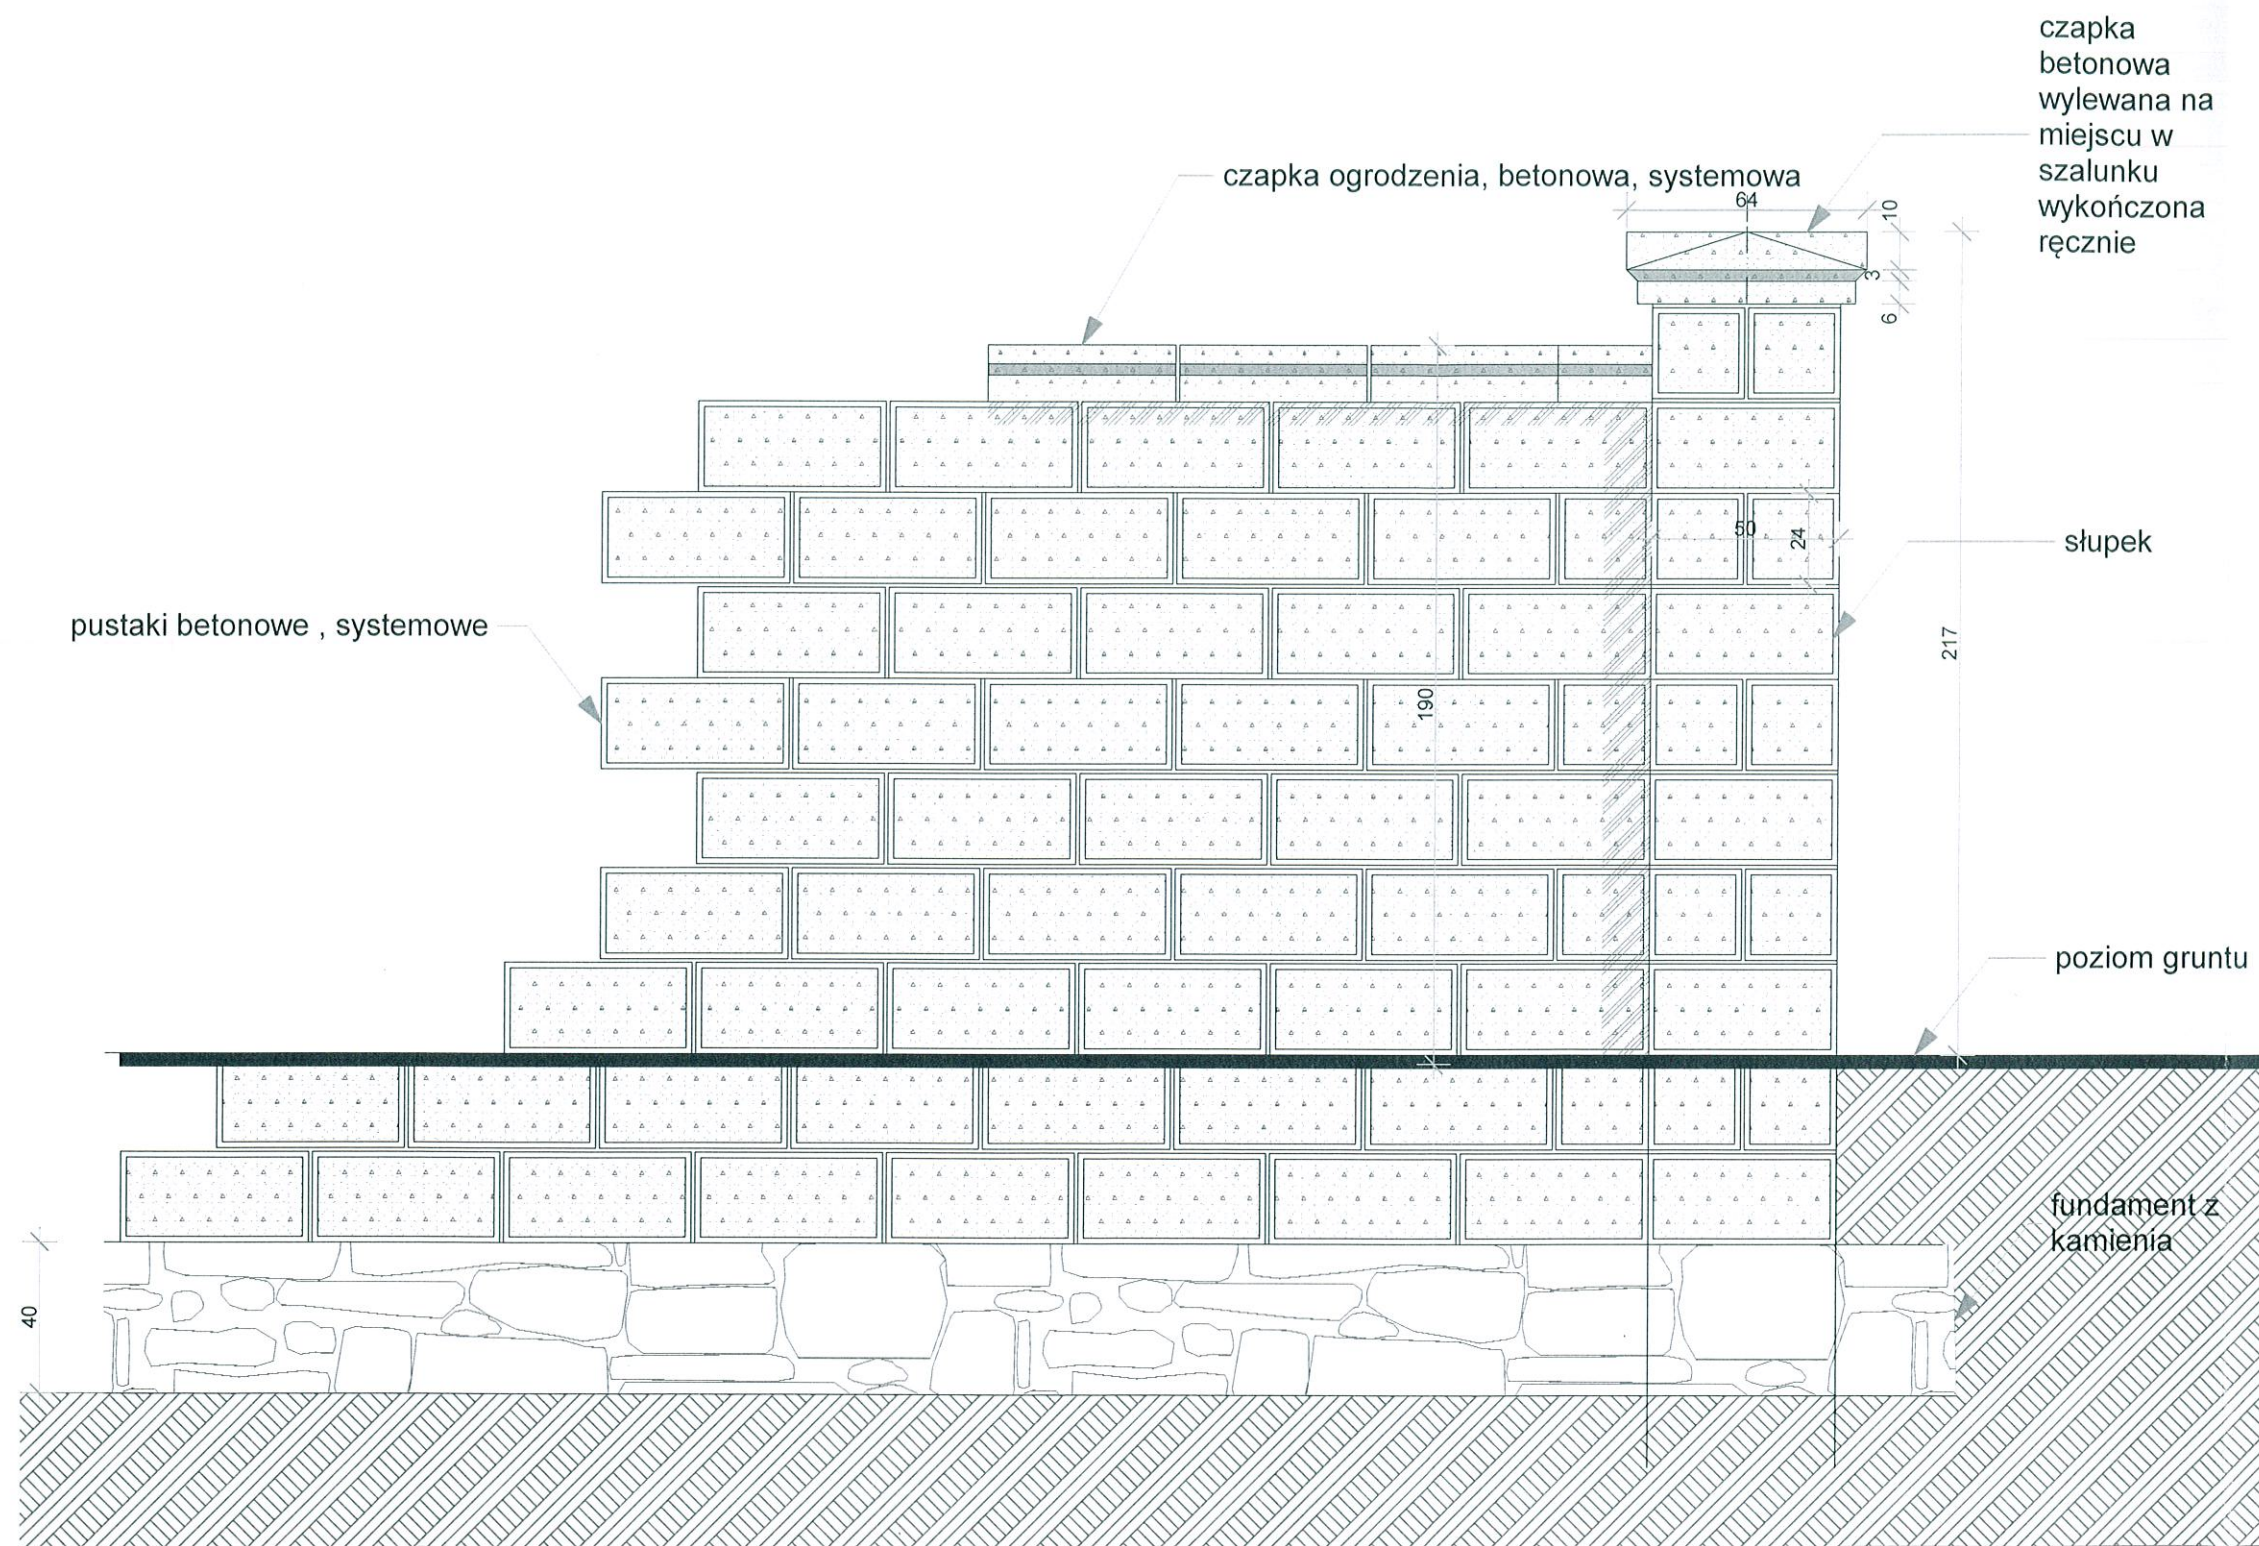 czapka
betonowa
wylewana na
miejscu w
szalunku
wykończona
ręcznie
czapka ogrodzenia, betonowa, systemowa
64
10
3
6
50
24
słupek
pustaki betonowe , systemowe
217
190
poziom gruntu
fundament z
kamienia
40